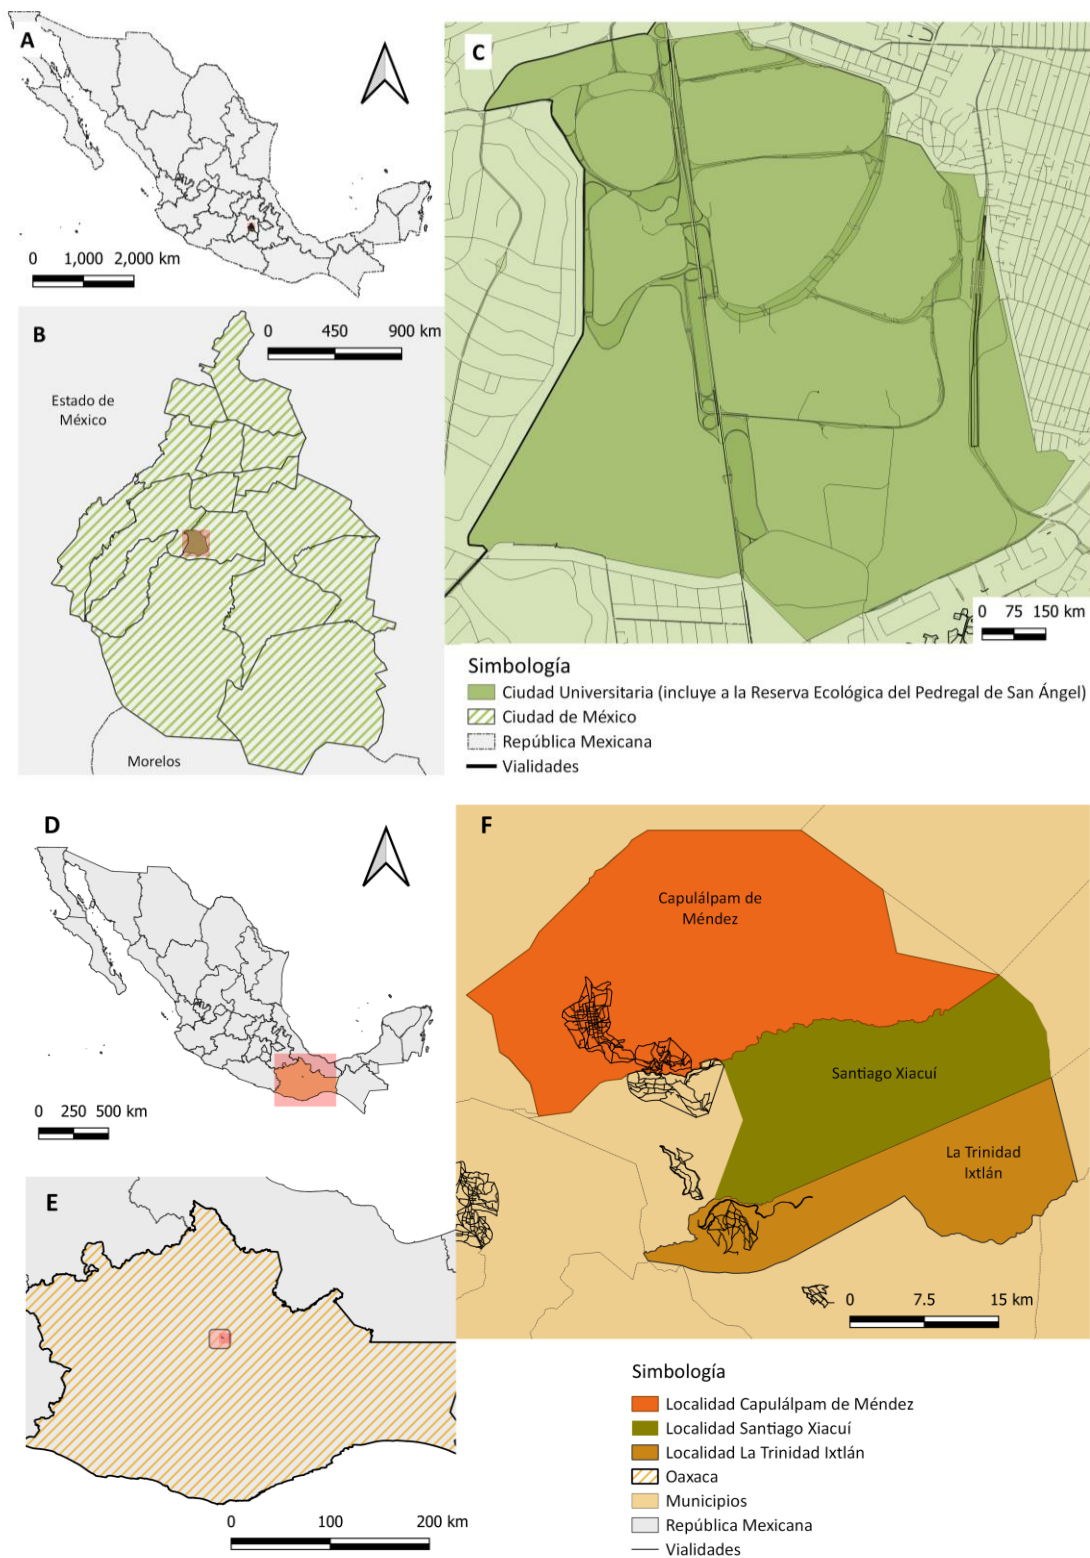 A
0 1,000 2,000 km
B
0 450 900 km
Estado de
México
Morelos
C
0 75 150 km
Simbología
Ciudad Universitaria (incluye a la Reserva Ecológica del Pedregal de San Ángel)
Ciudad de México
República Mexicana
Vialidades
D
0 250 500 km
E
0 100 200 km
F
Capulálpam de
Méndez
Santiago Xiacuí
La Trinidad
Ixtlán
0 7.5 15 km
Simbología
Localidad Capulálpam de Méndez
Localidad Santiago Xiacuí
Localidad La Trinidad Ixtlán
Oaxaca
Municipios
República Mexicana
Vialidades